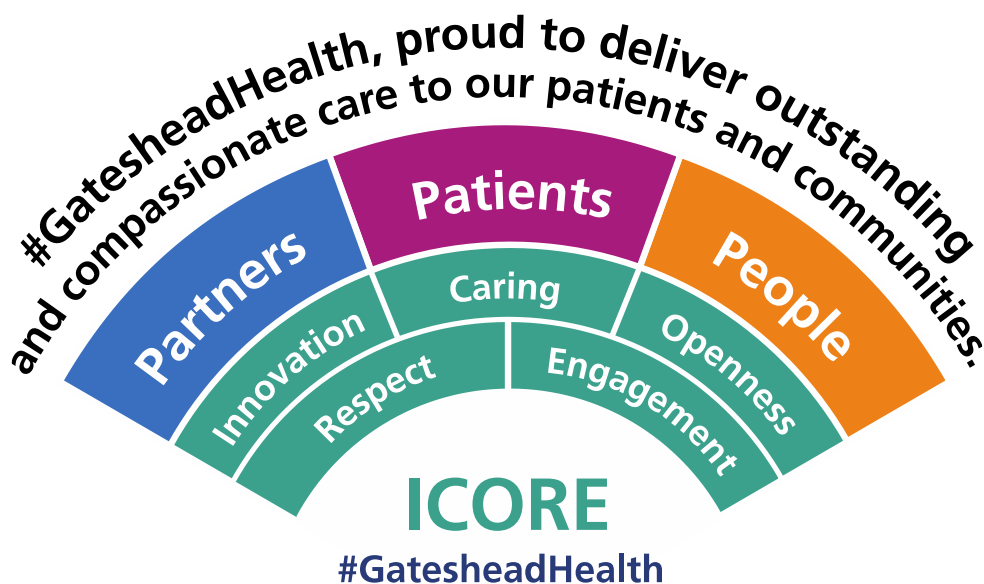 #GatesheadHealth, proud to deliver outstanding
and compassionate care to our patients and communities.
Partners
Patients
People
Innovation
Caring
Openness
Respect
Engagement
ICORE
#GatesheadHealth